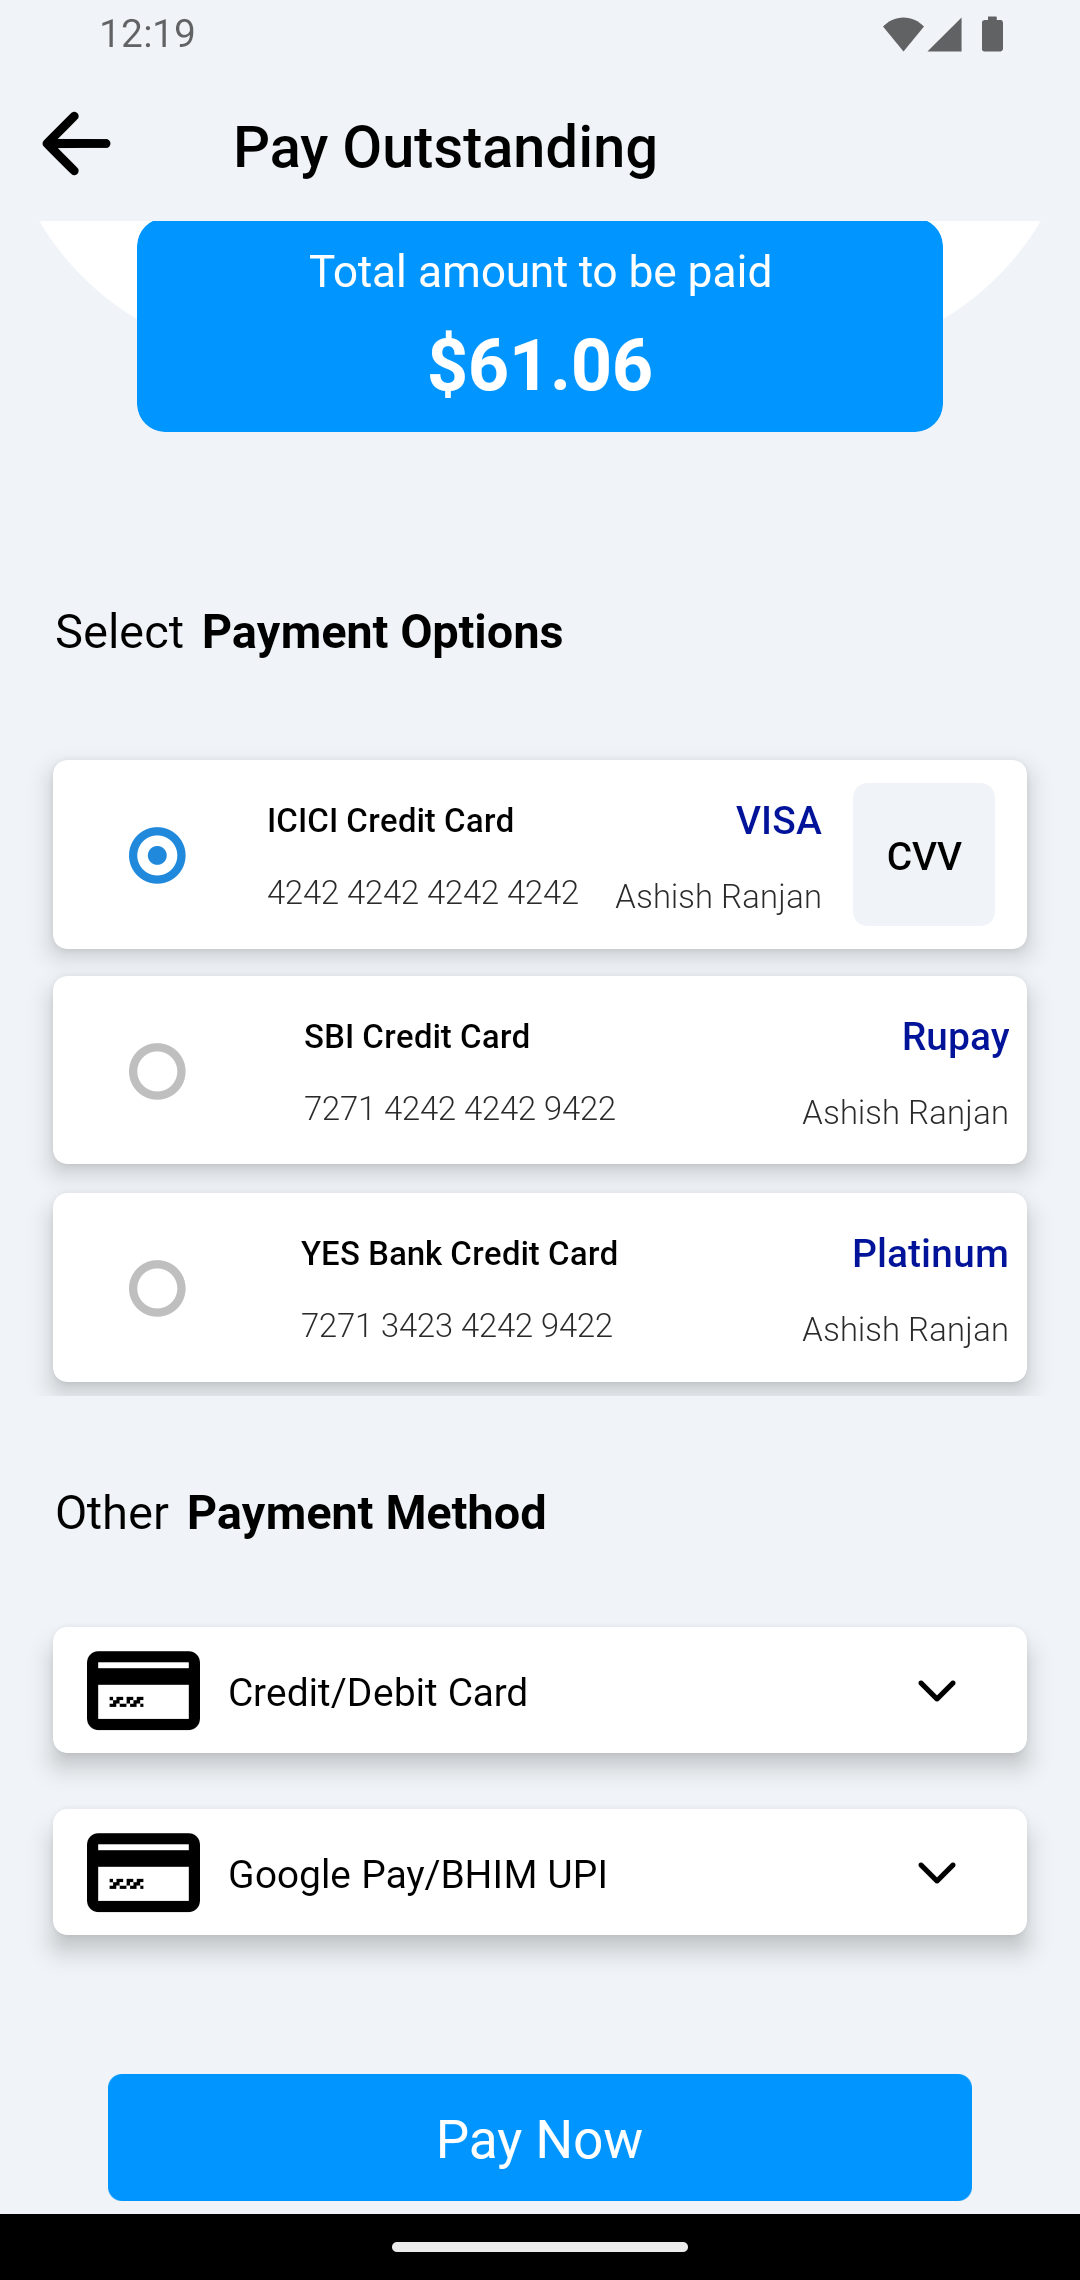 12:19
Pay Outstanding
Total amount to be paid
$61.06
Select Payment Options
ICICI Credit Card VISA
CVV
4242 4242 4242 4242 Ashish Ranjan
SBI Credit Card Rupay
7271 4242 4242 9422 Ashish Ranjan
YES Bank Credit Card Platinum
7271 3423 4242 9422 Ashish Ranjan
Other Payment Method
Credit/Debit Card
Google Pay/BHIM UPI
Pay Now